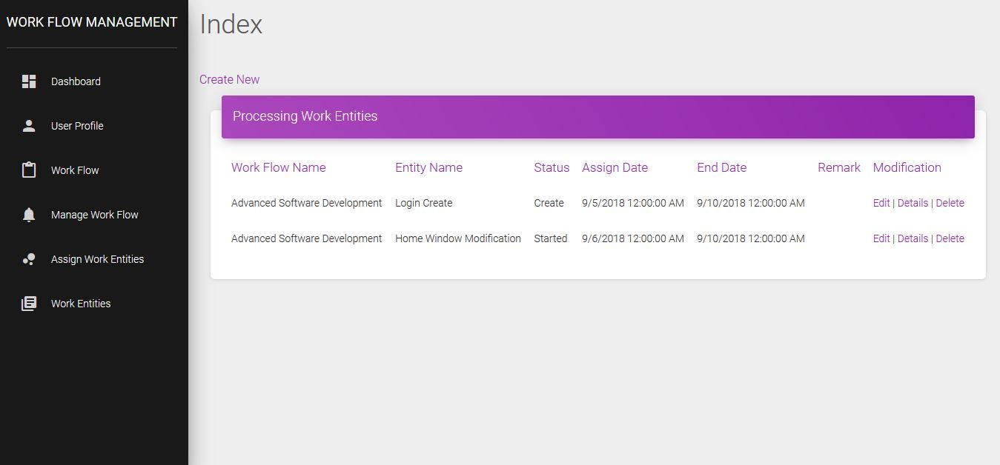 WORK FLOW MANAGEMENT
Dashboard
User Profile
Work Flow
Manage Work Flow
Assign Work Entities
Work Entities
Index
Create New
Processing Work Entities
Work Flow Name Entity Name Status Assign Date End Date Remark Modification
Advanced Software Development Login Create Create 9/5/2018 12:00:00 AM 9/10/2018 12:00:00 AM Edit | Details | Delete
Advanced Software Development Home Window Modification Started 9/6/2018 12:00:00 AM 9/10/2018 12:00:00 AM Edit | Details | Delete